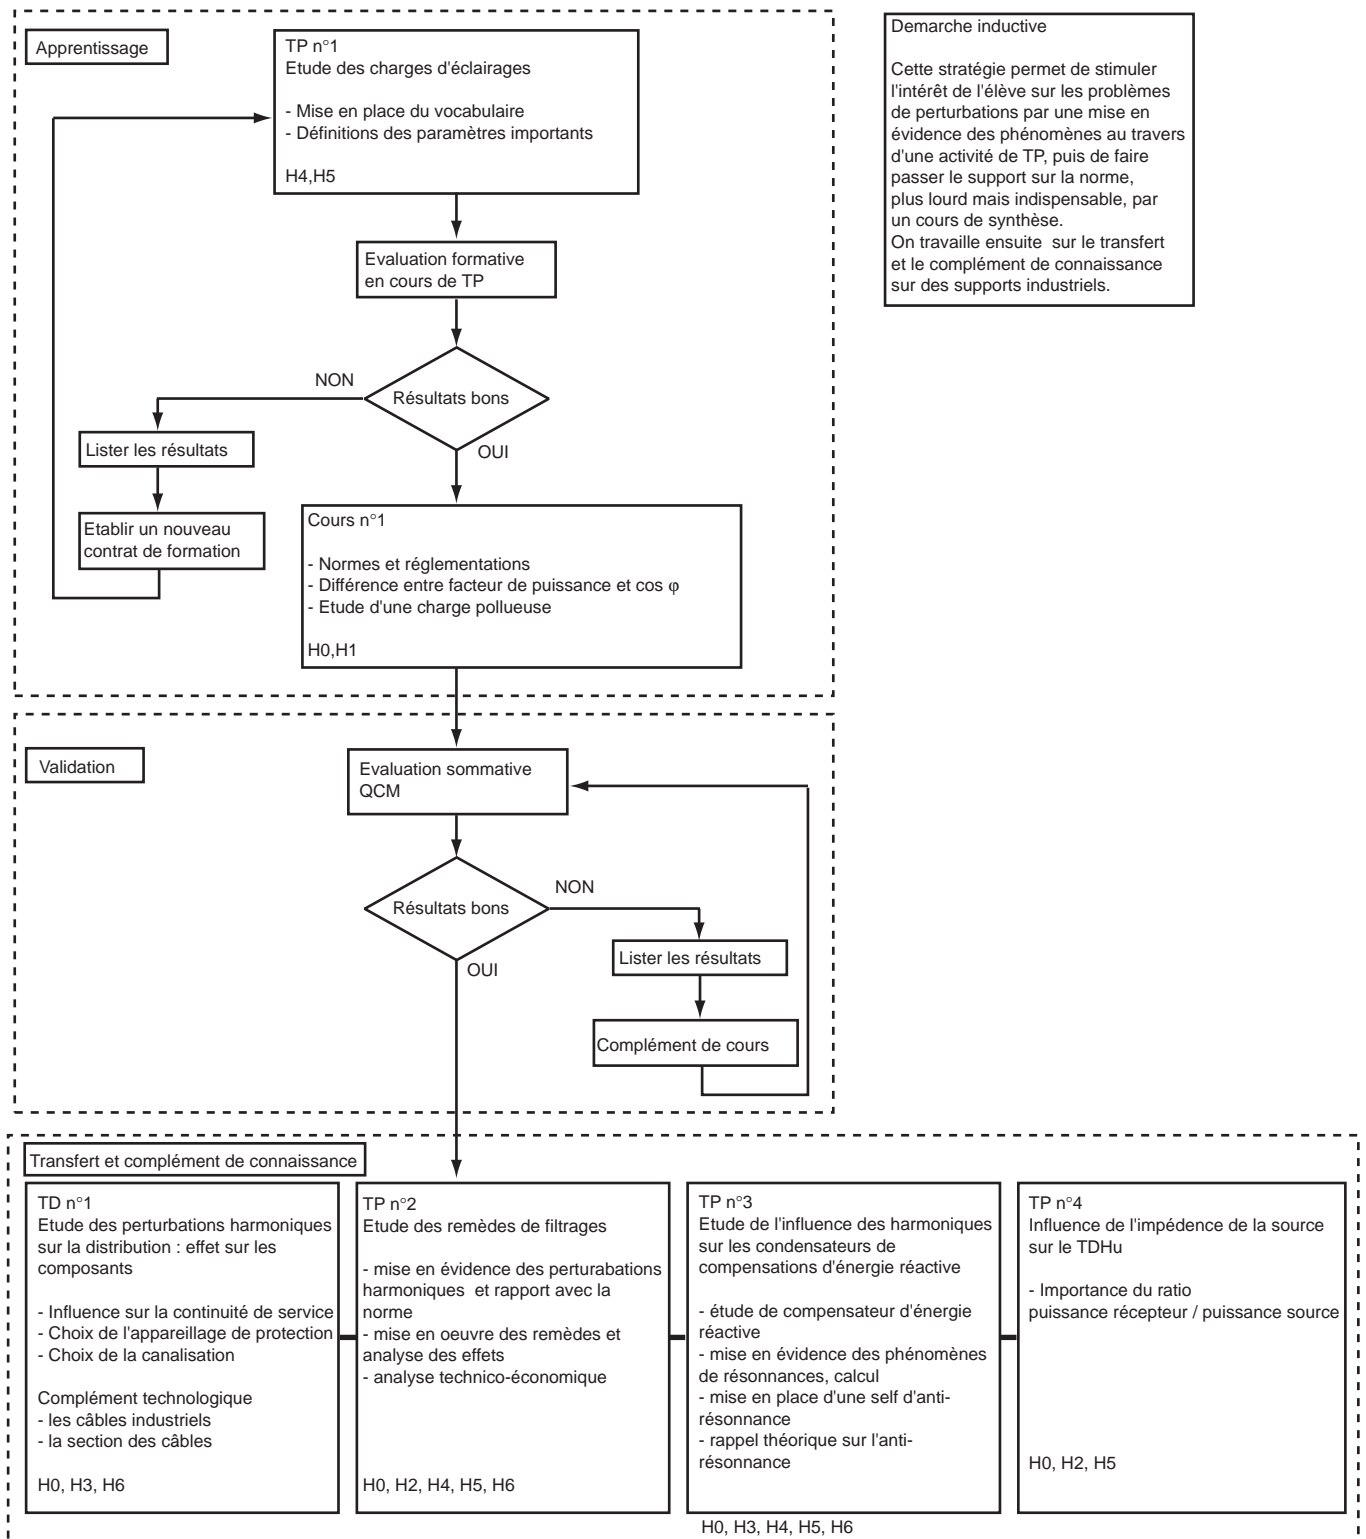 Apprentissage
TP n°1
Etude des charges d'éclairages
- Mise en place du vocabulaire
- Définitions des paramètres importants
H4,H5
Demarche inductive
Cette stratégie permet de stimuler
l'intérêt de l'élève sur les problèmes
de perturbations par une mise en
évidence des phénomènes au travers
d'une activité de TP, puis de faire
passer le support sur la norme,
plus lourd mais indispensable, par
un cours de synthèse.
On travaille ensuite sur le transfert
et le complément de connaissance
sur des supports industriels.
Evaluation formative
en cours de TP
NON
Résultats bons
OUI
Lister les résultats
Etablir un nouveau
contrat de formation
Cours n°1
- Normes et réglementations
- Différence entre facteur de puissance et cos φ
- Etude d'une charge pollueuse
H0,H1
Validation
Evaluation sommative
QCM
NON
Résultats bons
OUI
Lister les résultats
Complément de cours
Transfert et complément de connaissance
TD n°1
Etude des perturbations harmoniques
sur la distribution : effet sur les
composants
- Influence sur la continuité de service
- Choix de l'appareillage de protection
- Choix de la canalisation
Complément technologique
- les câbles industriels
- la section des câbles
H0, H3, H6
TP n°2
Etude des remèdes de filtrages
- mise en évidence des perturabations
harmoniques et rapport avec la
norme
- mise en oeuvre des remèdes et
analyse des effets
- analyse technico-économique
H0, H2, H4, H5, H6
TP n°3
Etude de l'influence des harmoniques
sur les condensateurs de
compensations d'énergie réactive
- étude de compensateur d'énergie
réactive
- mise en évidence des phénomènes
de résonnances, calcul
- mise en place d'une self d'anti-
résonnance
- rappel théorique sur l'anti-
résonnance
H0, H3, H4, H5, H6
TP n°4
Influence de l'impédence de la source
sur le TDHu
- Importance du ratio
puissance récepteur / puissance source
H0, H2, H5